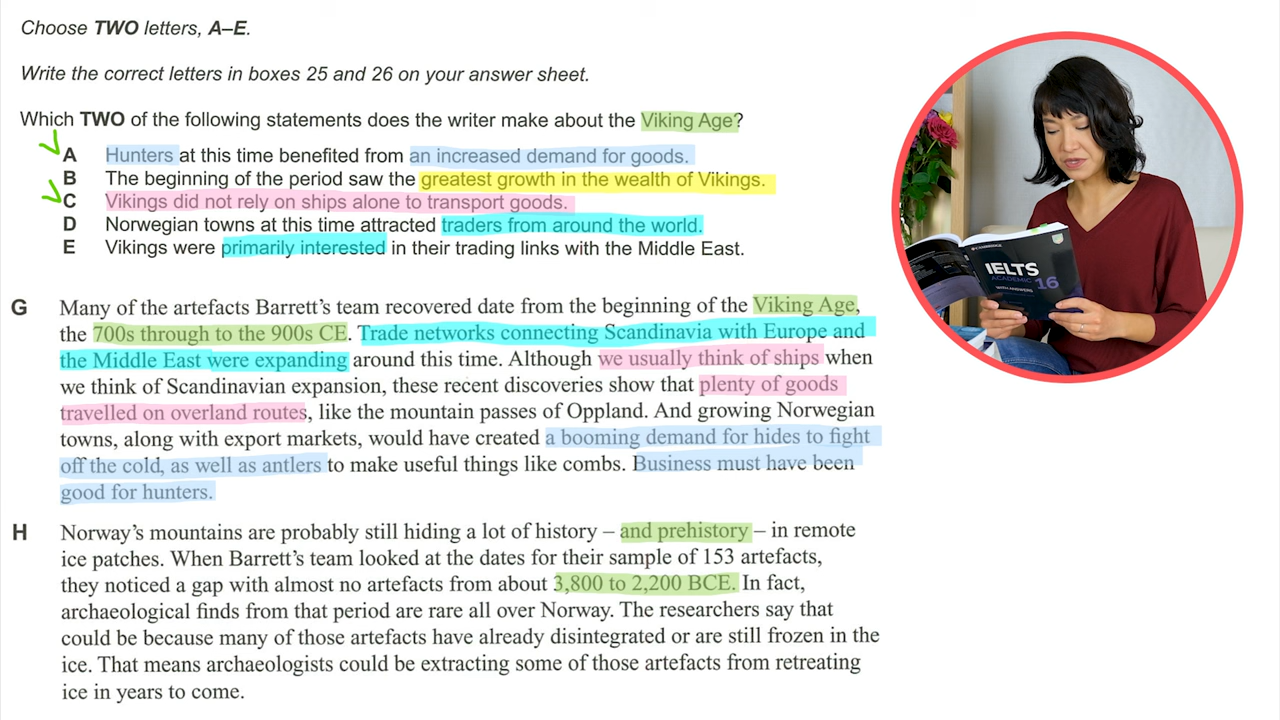 Choose TWO letters, A–E.
Write the correct letters in boxes 25 and 26 on your answer sheet.
Which TWO of the following statements does the writer make about the Viking Age?
A Hunters at this time benefited from an increased demand for goods.
B The beginning of the period saw the greatest growth in the wealth of Vikings.
C Vikings did not rely on ships alone to transport goods.
D Norwegian towns at this time attracted traders from around the world.
E Vikings were primarily interested in their trading links with the Middle East.
G Many of the artefacts Barrett's team recovered date from the beginning of the Viking Age,
the 700s through to the 900s CE. Trade networks connecting Scandinavia with Europe and
the Middle East were expanding around this time. Although we usually think of ships when
we think of Scandinavian expansion, these recent discoveries show that plenty of goods
travelled on overland routes, like the mountain passes of Oppland. And growing Norwegian
towns, along with export markets, would have created a booming demand for hides to fight
off the cold, as well as antlers to make useful things like combs. Business must have been
good for hunters.
H Norway's mountains are probably still hiding a lot of history – and prehistory – in remote
ice patches. When Barrett's team looked at the dates for their sample of 153 artefacts,
they noticed a gap with almost no artefacts from about 3,800 to 2,200 BCE. In fact,
archaeological finds from that period are rare all over Norway. The researchers say that
could be because many of those artefacts have already disintegrated or are still frozen in the
ice. That means archaeologists could be extracting some of those artefacts from retreating
ice in years to come.
CAMBRIDGE
IELTS
ACADEMIC 16
WITH ANSWERS